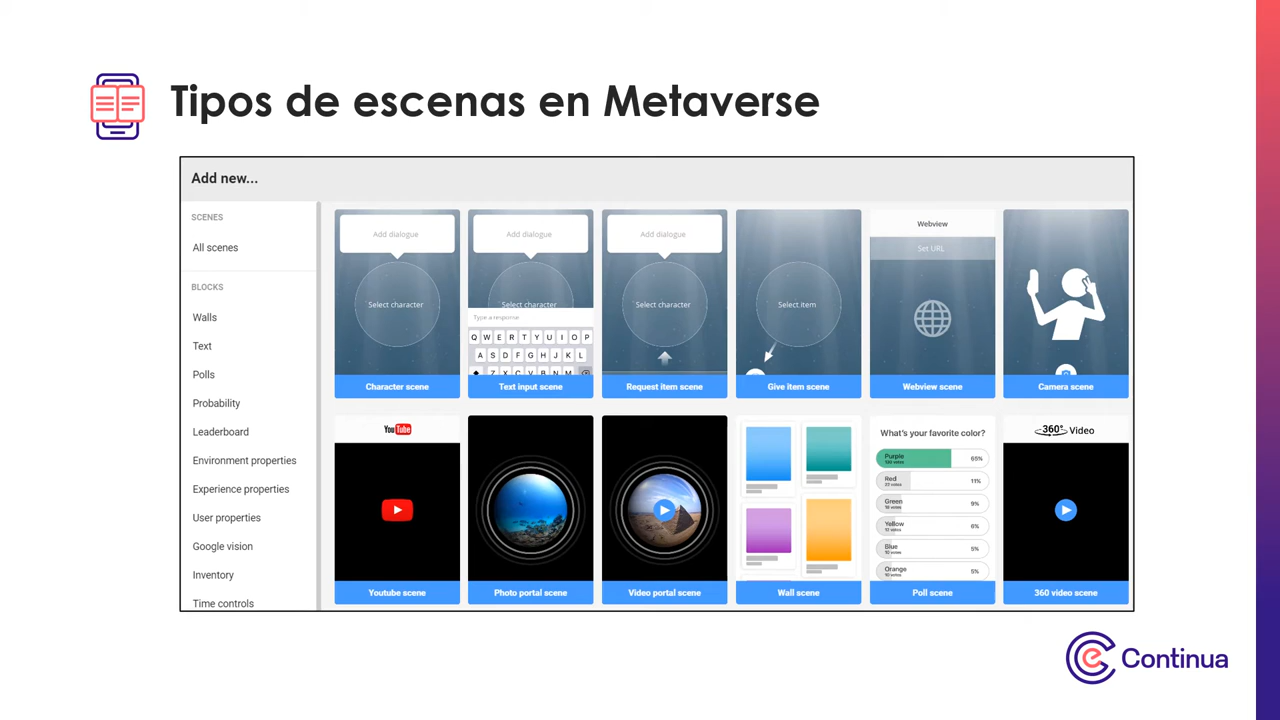 Tipos de escenas en Metaverse
Add new...
SCENES
All scenes
BLOCKS
Walls
Text
Polls
Probability
Leaderboard
Environment properties
Experience properties
User properties
Google vision
Inventory
Time controls
Add dialogue
Select character
Character scene
Add dialogue
Select character
Type a response
Q W E R T Y U I O P
A S D F G H J K L
Z X C V B N M
Text input scene
Add dialogue
Select character
Request item scene
Select item
Give item scene
Webview
Set URL
Webview scene
Camera scene
YouTube
Youtube scene
Photo portal scene
Video portal scene
Wall scene
What's your favorite color?
Purple 65%
Red 11%
Green 9%
Yellow 6%
Blue 5%
Orange 5%
Poll scene
360° Video
360 video scene
Continua